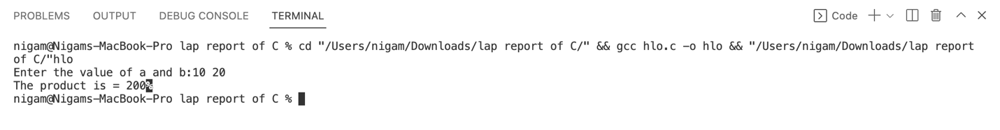 PROBLEMS OUTPUT DEBUG CONSOLE TERMINAL Code
nigam@Nigams-MacBook-Pro lap report of C % cd "/Users/nigam/Downloads/lap report of C/" && gcc hlo.c -o hlo && "/Users/nigam/Downloads/lap report
of C/"hlo
Enter the value of a and b:10 20
The product is = 200%
nigam@Nigams-MacBook-Pro lap report of C %